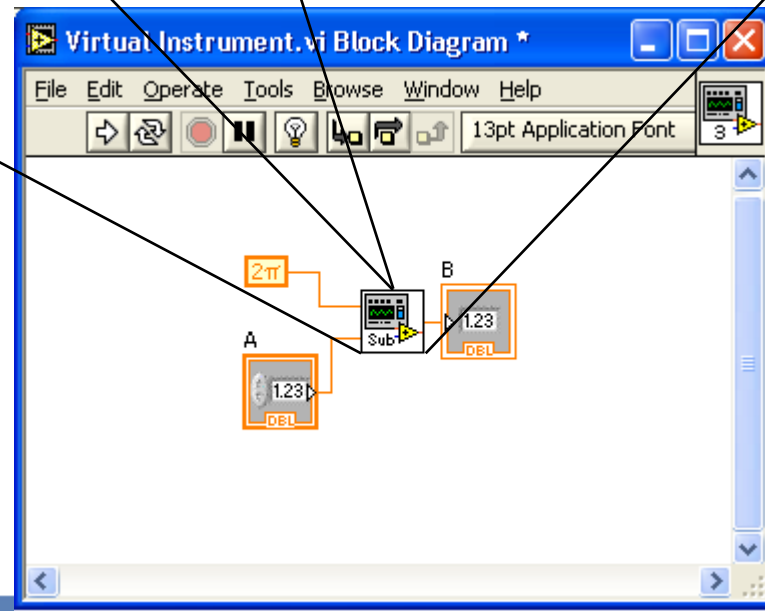 Virtual Instrument.vi Block Diagram *
File Edit Operate Tools Browse Window Help
13pt Application Font
3
2π
B
1.23
DBL
Sub
A
1.23
DBL